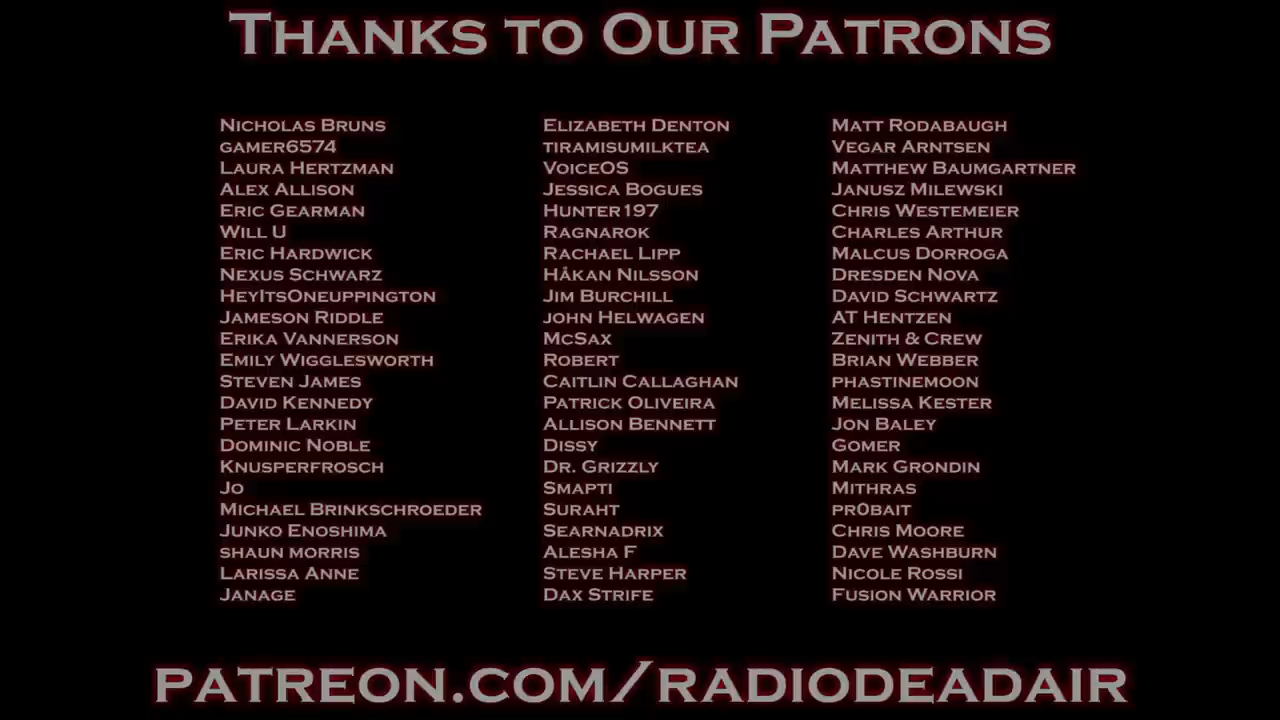 Thanks to Our Patrons
Nicholas Bruns
gamer6574
Laura Hertzman
Alex Allison
Eric Gearman
Will U
Eric Hardwick
Nexus Schwarz
HeyItsOneuppington
Jameson Riddle
Erika Vannerson
Emily Wigglesworth
Steven James
David Kennedy
Peter Larkin
Dominic Noble
Knusperfrosch
Jo
Michael Brinkschroeder
Junko Enoshima
shaun morris
Larissa Anne
Janage
Elizabeth Denton
tiramisumilktea
VoiceOS
Jessica Bogues
Hunter197
Ragnarok
Rachael Lipp
Håkan Nilsson
Jim Burchill
john Helwagen
McSax
Robert
Caitlin Callaghan
Patrick Oliveira
Allison Bennett
Dissy
Dr. Grizzly
Smapti
Suraht
Searnadrix
Alesha F
Steve Harper
Dax Strife
Matt Rodabaugh
Vegar Arntsen
Matthew Baumgartner
Janusz Milewski
Chris Westemeier
Charles Arthur
Malcus Dorroga
Dresden Nova
David Schwartz
AT Hentzen
Zenith & Crew
Brian Webber
phastinemoon
Melissa Kester
Jon Baley
Gomer
Mark Grondin
Mithras
pr0bait
Chris Moore
Dave Washburn
Nicole Rossi
Fusion Warrior
patreon.com/radiodeadair